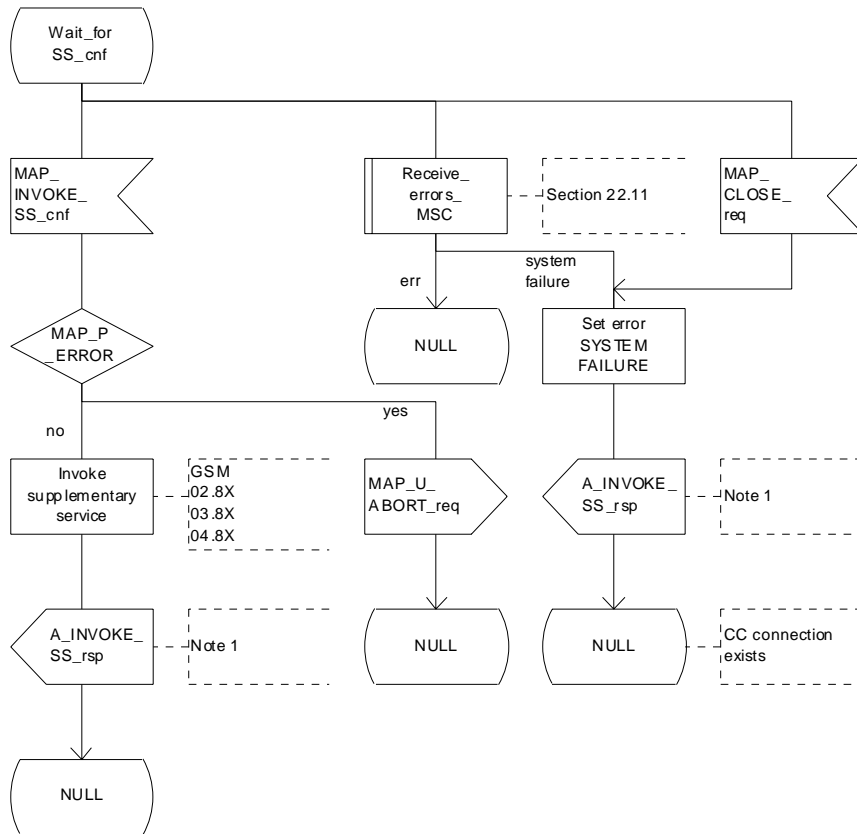 Wait_for
SS_cnf
MAP_
INVOKE_
SS_cnf
Receive_
errors_
MSC
Section 22.11
MAP_
CLOSE_
req
err
system
failure
MAP_P
_ERROR
NULL
Set error
SYSTEM
FAILURE
no
yes
Invoke
supplementary
service
GSM
02.8X
03.8X
04.8X
MAP_U_
ABORT_req
A_INVOKE_
SS_rsp
Note 1
A_INVOKE_
SS_rsp
Note 1
NULL
NULL
CC connection
exists
NULL